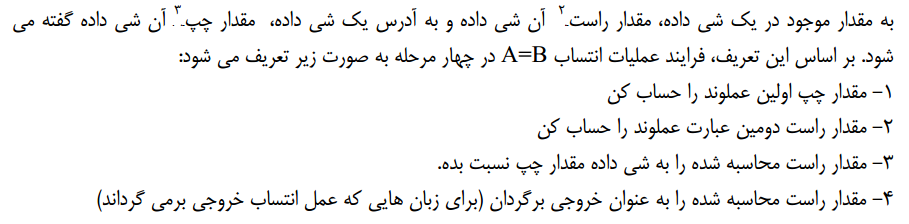 به مقدار موجود در یک شی داده، مقدار راست۲ آن شی داده و به آدرس یک شی داده، مقدار چپ۳ آن شی داده گفته می
شود. بر اساس این تعریف، فرایند عملیات انتساب A=B در چهار مرحله به صورت زیر تعریف می شود:
۱- مقدار چپ اولین عملوند را حساب کن
۲- مقدار راست دومین عبارت عملوند را حساب کن
۳- مقدار راست محاسبه شده را به شی داده مقدار چپ نسبت بده.
۴- مقدار راست محاسبه شده را به عنوان خروجی برگردان (برای زبان هایی که عمل انتساب خروجی برمی گرداند)